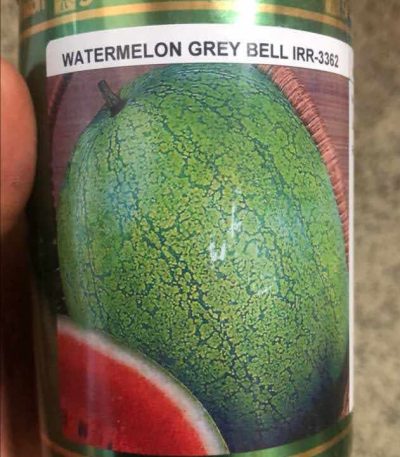 WATERMELON GREY BELL IRR-3362